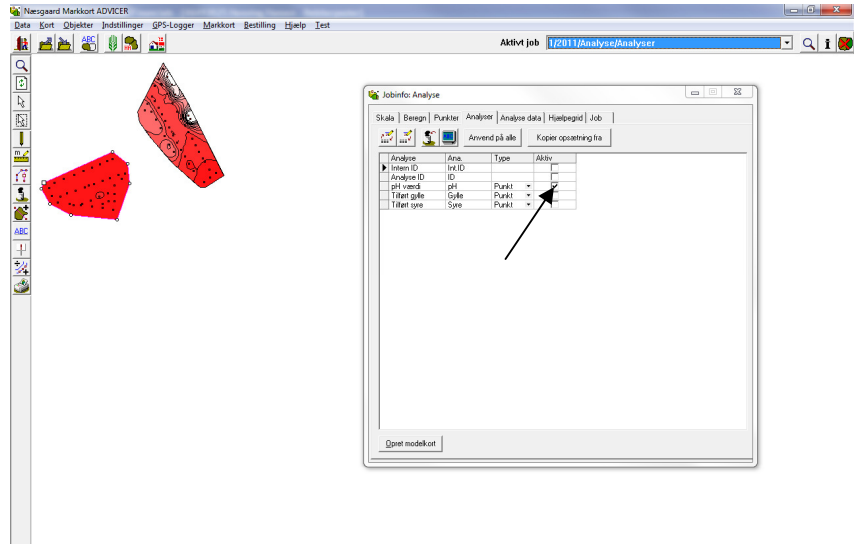 Næsgaard Markkort ADVICER
Data Kort Objekter Indstillinger GPS-Logger Markkort Bestilling Hjælp Test
ABC
Aktivt job 1/2011/Analyse/Analyser
Jobinfo: Analyse
Skala Beregn Punkter Analyser Analyse data Hjælpegrid Job
Anvend på alle Kopier opsætning fra
Analyse Ana. Type Aktiv
Intern ID Int.ID
Analyse ID ID
pH værdi pH Punkt
Tilført gylle Gylle Punkt
Tilført syre Syre Punkt
m
ABC
Opret modelkort